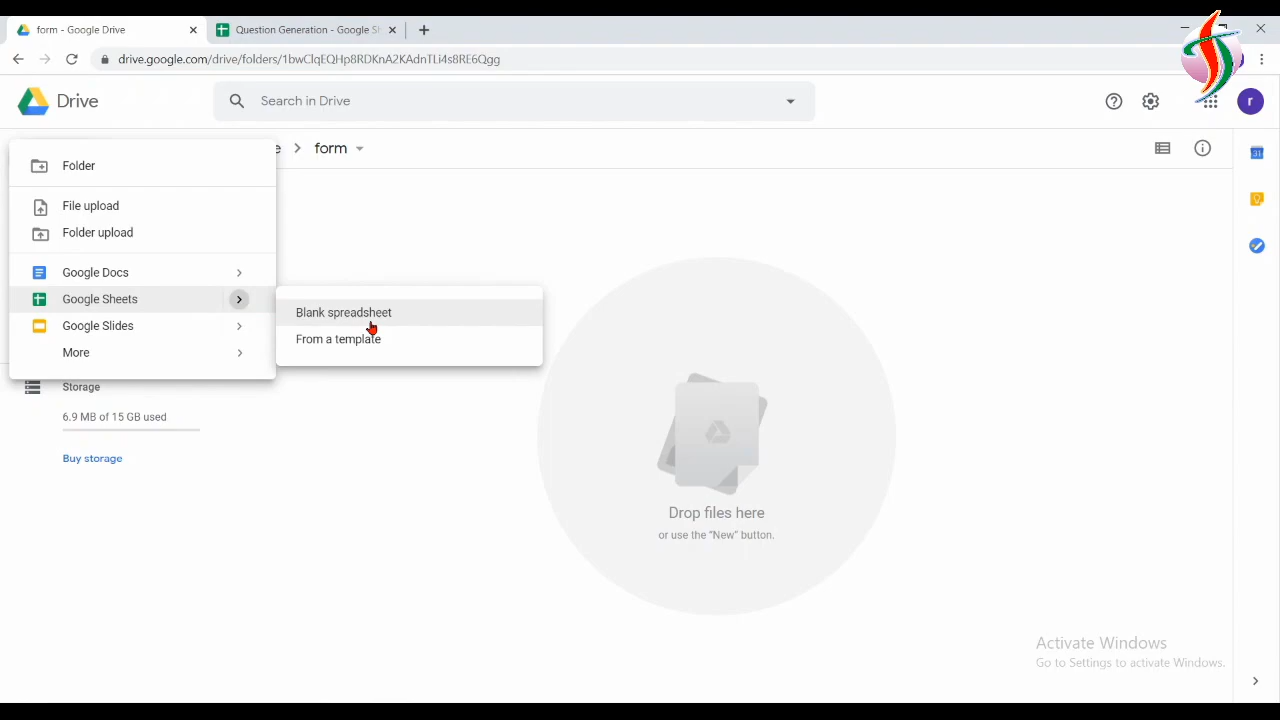 form - Google Drive
Question Generation - Google Sh
drive.google.com/drive/folders/1bwClqEQHp8RDKnA2KAdnTLi4s8RE6Qgg
Drive
Search in Drive
r
e > form
31
Folder
File upload
Folder upload
Google Docs
Google Sheets
Google Slides
More
Blank spreadsheet
From a template
Storage
6.9 MB of 15 GB used
Buy storage
Drop files here
or use the "New" button.
Activate Windows
Go to Settings to activate Windows.